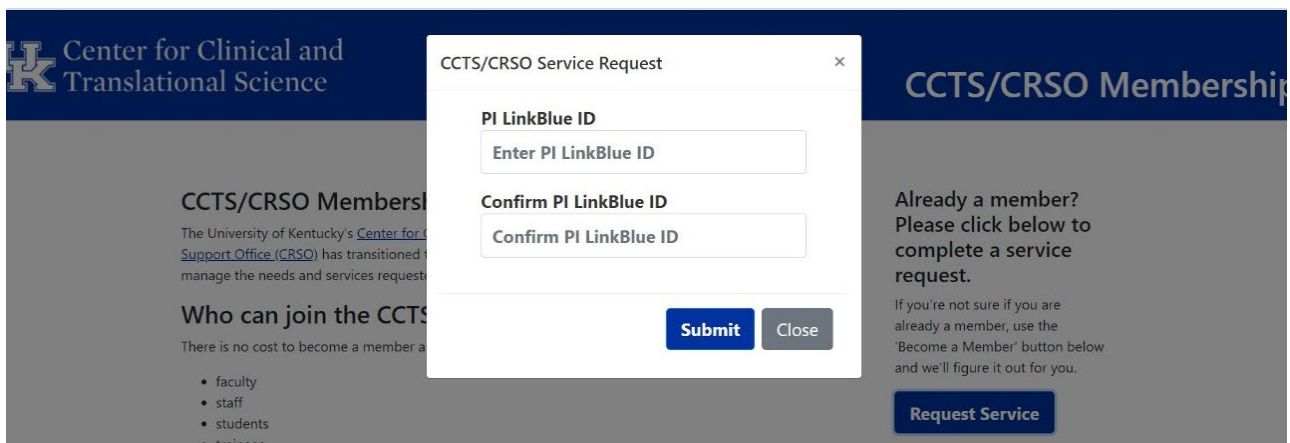 UK Center for Clinical and
Translational Science
CCTS/CRSO Membership
CCTS/CRSO Service Request
×
PI LinkBlue ID
Enter PI LinkBlue ID
Confirm PI LinkBlue ID
Confirm PI LinkBlue ID
Submit Close
CCTS/CRSO Members
The University of Kentucky's Center for
Support Office (CRSO) has transitioned
manage the needs and services
Who can join the CCTS
There is no cost to become a member a
• faculty
• staff
• students
Already a member?
Please click below to
complete a service
request.
If you're not sure if you are
already a member, use the
'Become a Member' button below
and we'll figure it out for you.
Request Service